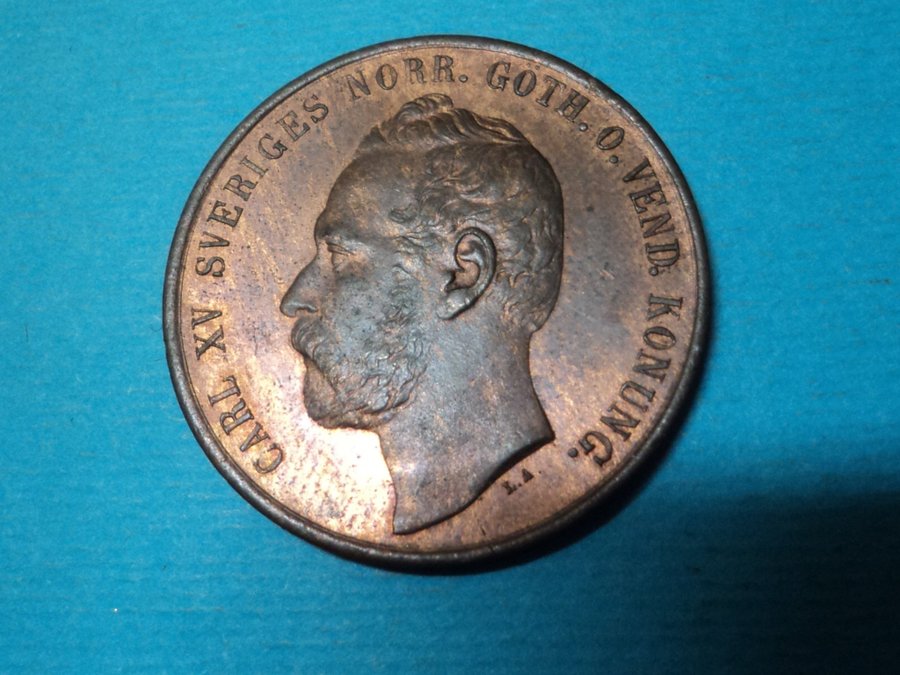 CARL XV SVERIGES NORR. GOTH. O. VEND. KONUNG.
L.A.